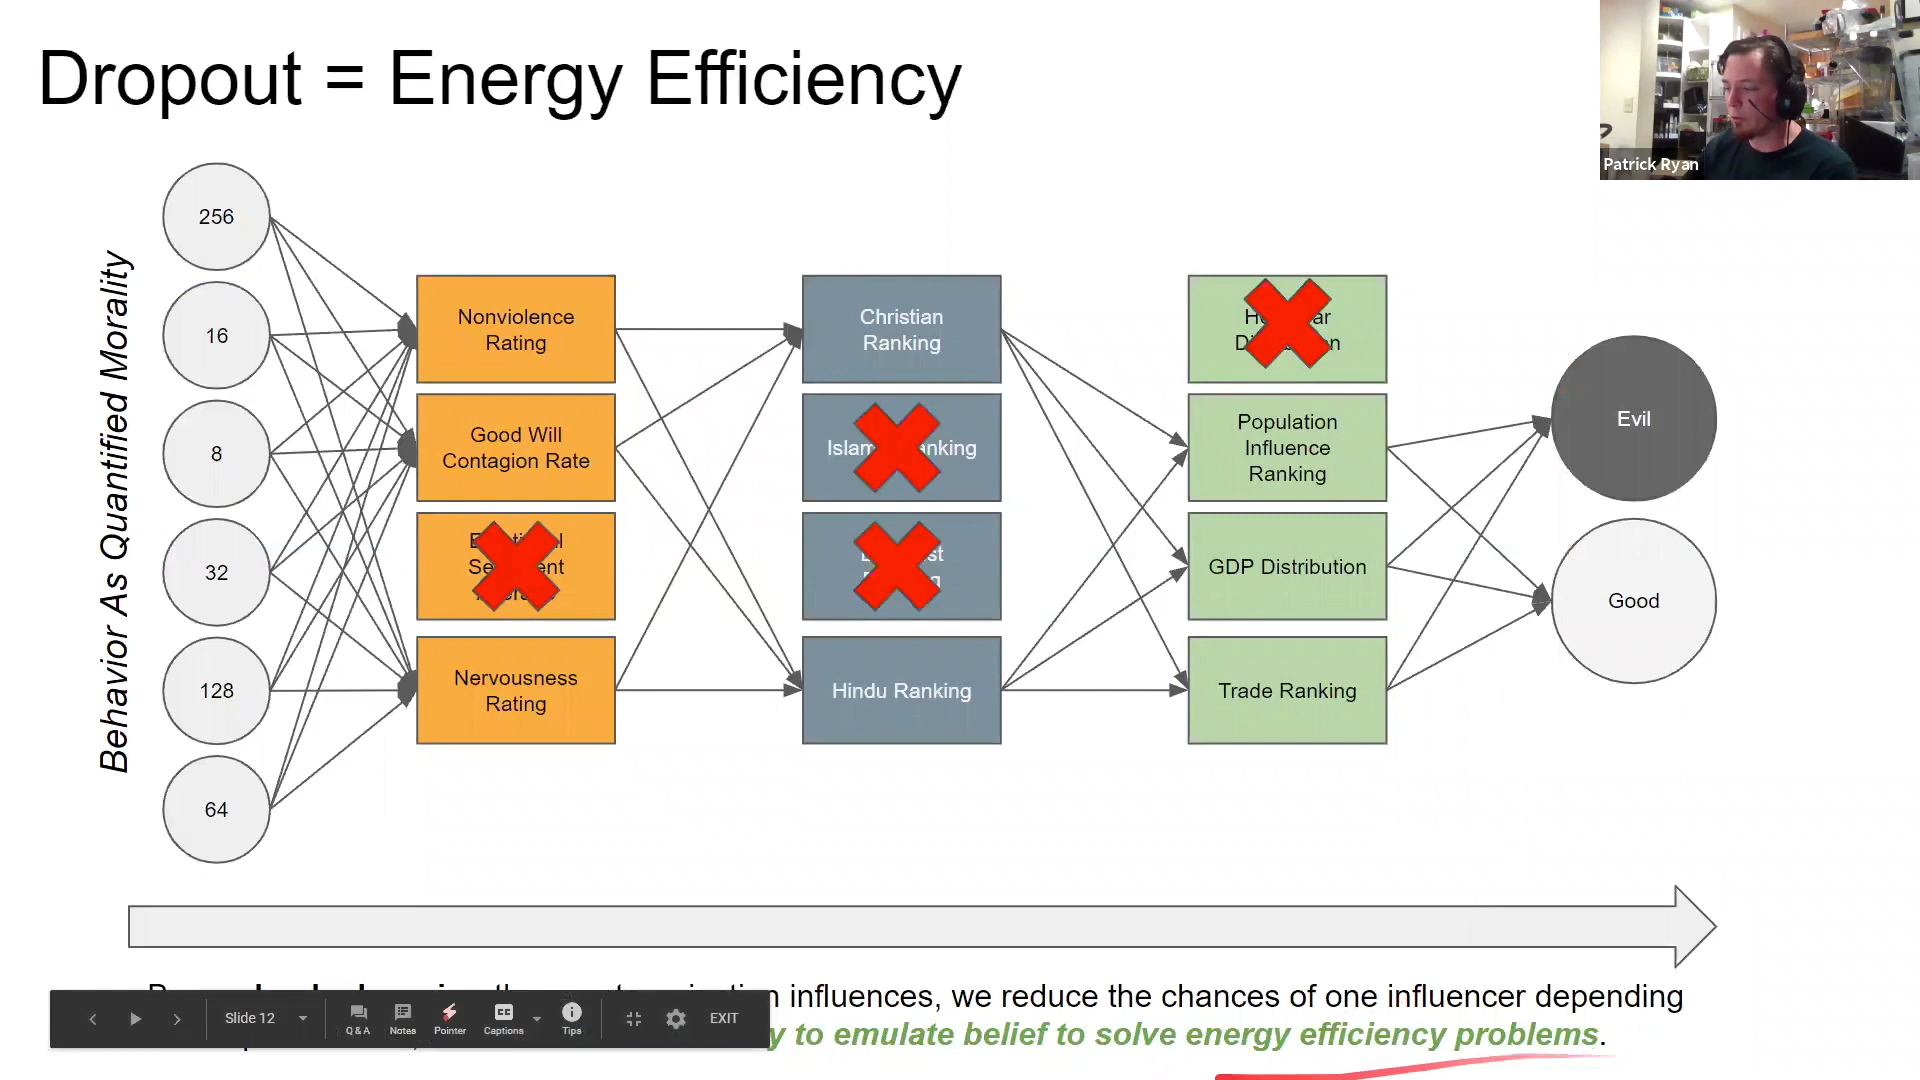 Dropout = Energy Efficiency
Patrick Ryan
Behavior As Quantified Morality
256
16
8
32
128
64
Nonviolence
Rating
Good Will
Contagion Rate
Nervousness
Rating
Christian
Ranking
Hindu Ranking
Population
Influence
Ranking
GDP Distribution
Trade Ranking
Evil
Good
influences, we reduce the chances of one influencer depending
to emulate belief to solve energy efficiency problems.
Slide 12
Q & A
Notes
Pointer
Captions
Tips
EXIT